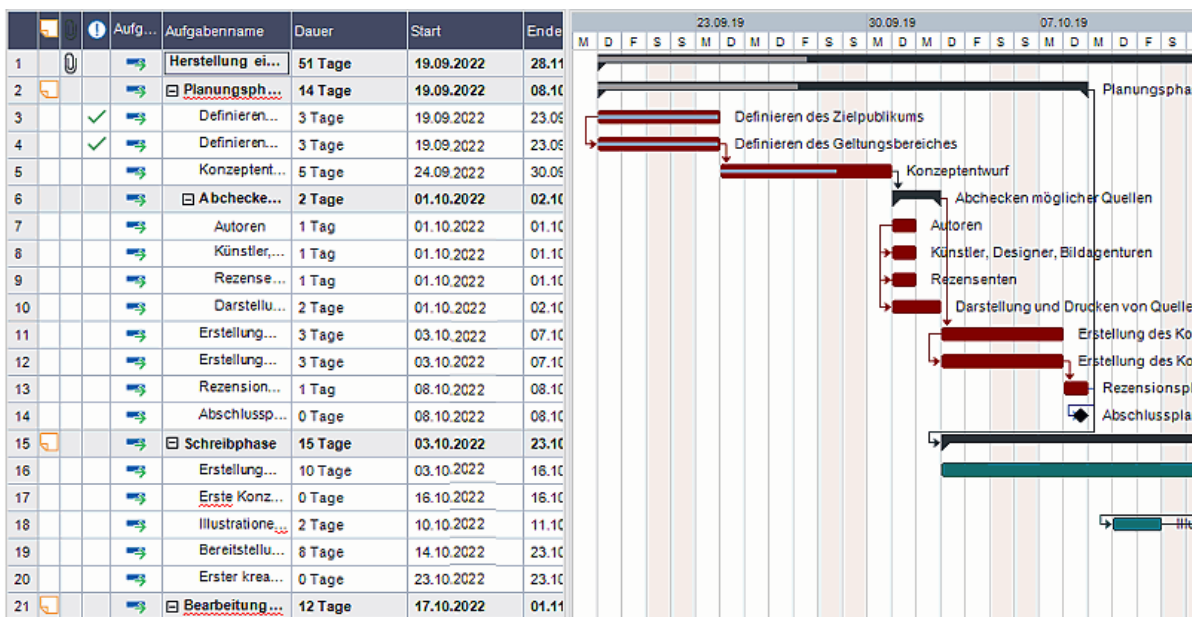 Aufg... Aufgabenname Dauer Start Ende 23.09.19 30.09.19 07.10.19
M D F S S M D M D F S S M D M D F S S M D M D F S
1 Herstellung ei... 51 Tage 19.09.2022 28.11
2 Planungsph... 14 Tage 19.09.2022 08.10 Planungspha
3 Definieren... 3 Tage 19.09.2022 23.09 Definieren des Zielpublikums
4 Definieren... 3 Tage 19.09.2022 23.09 Definieren des Geltungsbereiches
5 Konzeptent... 5 Tage 24.09.2022 30.09 Konzeptentwurf
6 Abchecke... 2 Tage 01.10.2022 02.10 Abchecken möglicher Quellen
7 Autoren 1 Tag 01.10.2022 01.10 Autoren
8 Künstler,... 1 Tag 01.10.2022 01.10 Künstler, Designer, Bildagenturen
9 Rezense... 1 Tag 01.10.2022 01.10 Rezensenten
10 Darstellu... 2 Tage 01.10.2022 02.10 Darstellung und Drucken von Quelle
11 Erstellung... 3 Tage 03.10.2022 07.10 Erstellung des Ko
12 Erstellung... 3 Tage 03.10.2022 07.10 Erstellung des Ko
13 Rezension... 1 Tag 08.10.2022 08.10 Rezensionspl
14 Abschlussp... 0 Tage 08.10.2022 08.10 Abschlusspla
15 Schreibphase 15 Tage 03.10.2022 23.10
16 Erstellung... 10 Tage 03.10.2022 16.10
17 Erste Konz... 0 Tage 16.10.2022 16.10
18 Illustratione... 2 Tage 10.10.2022 11.10 Illu
19 Bereitstellu... 8 Tage 14.10.2022 23.10
20 Erster krea... 0 Tage 23.10.2022 23.10
21 Bearbeitung... 12 Tage 17.10.2022 01.11